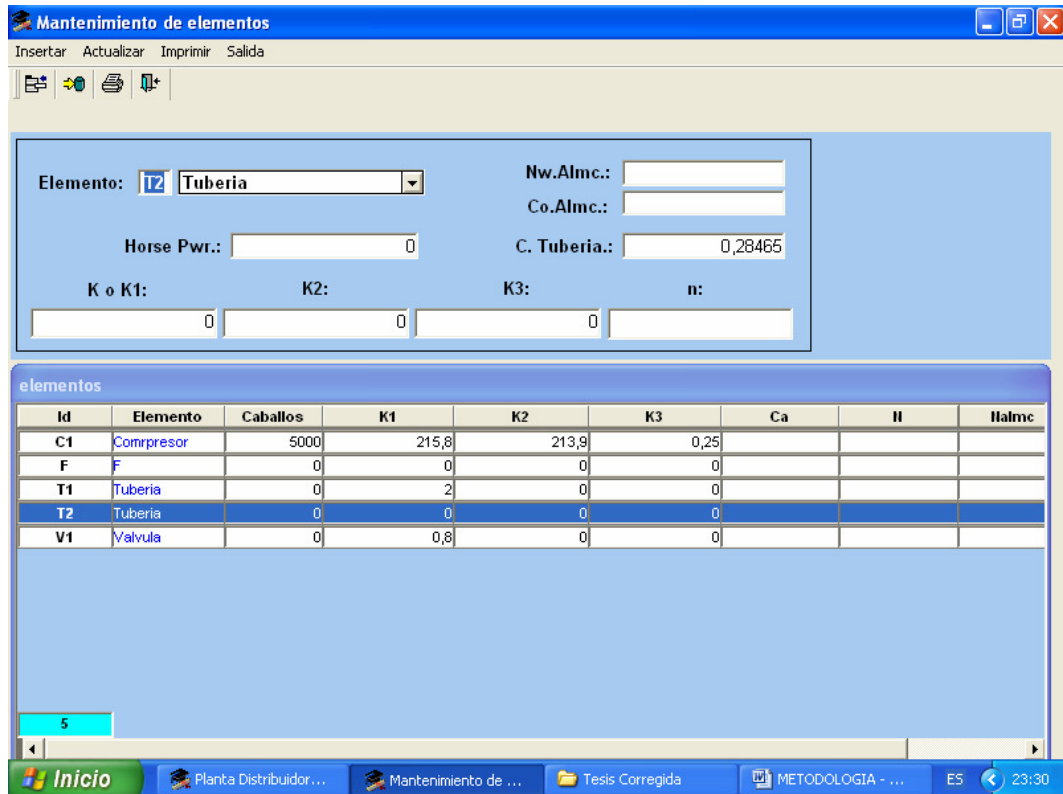 Mantenimiento de elementos
Insertar Actualizar Imprimir Salida
Elemento: T2 Tuberia Nw.Almc.:
Co.Almc.:
Horse Pwr.: 0 C. Tuberia.: 0,28465
K o K1: K2: K3: n:
0 0 0
elementos
Id Elemento Caballos K1 K2 K3 Ca N Nalmc
C1 Comrpresor 5000 215,8 213,9 0,25
F F 0 0 0 0
T1 Tuberia 0 2 0 0
T2 Tuberia 0 0 0 0
V1 Valvula 0 0,8 0 0
5
Inicio Planta Distribuidor... Mantenimiento de ... Tesis Corregida METODOLOGIA - ... ES 23:30